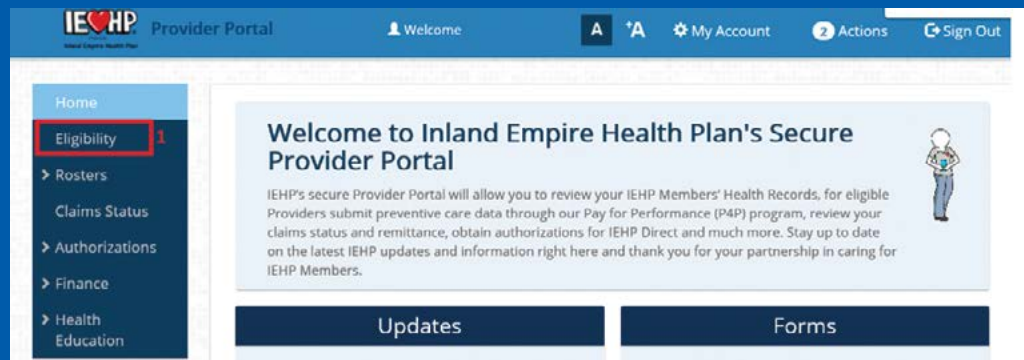 IEHP Provider Portal Welcome A +A My Account 2 Actions Sign Out
Inland Empire Health Plan
Home
Eligibility 1
Rosters
Claims Status
Authorizations
Finance
Health
Education
Welcome to Inland Empire Health Plan's Secure
Provider Portal
IEHP's secure Provider Portal will allow you to review your IEHP Members' Health Records, for eligible
Providers submit preventive care data through our Pay for Performance (P4P) program, review your
claims status and remittance, obtain authorizations for IEHP Direct and much more. Stay up to date
on the latest IEHP updates and information right here and thank you for your partnership in caring for
IEHP Members.
Updates
Forms